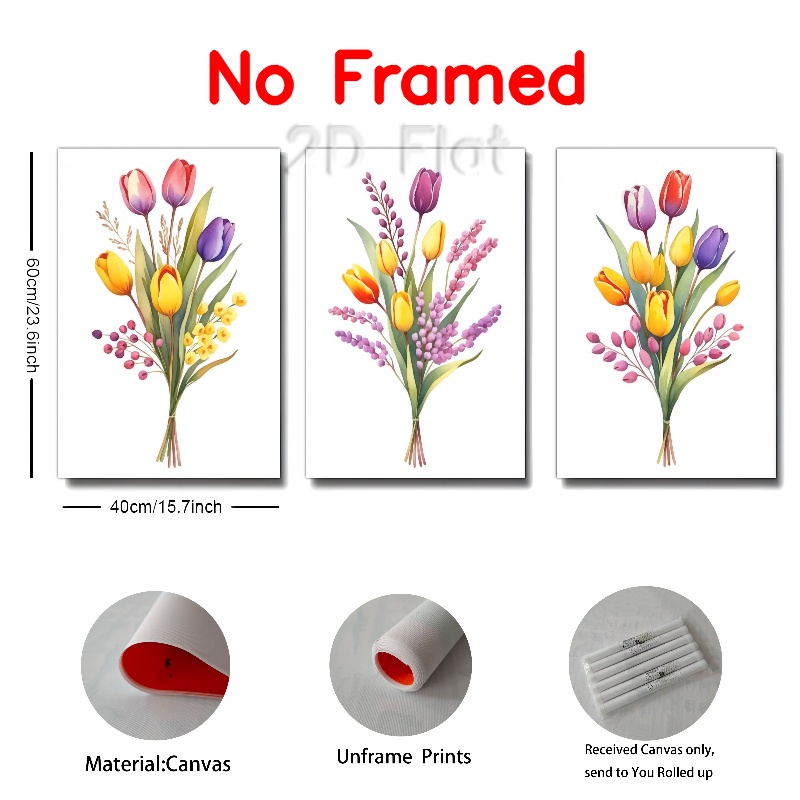 No Framed
2D Flat
60cm/23.6inch
40cm/15.7inch
Material:Canvas
Unframe Prints
Received Canvas only,
send to You Rolled up